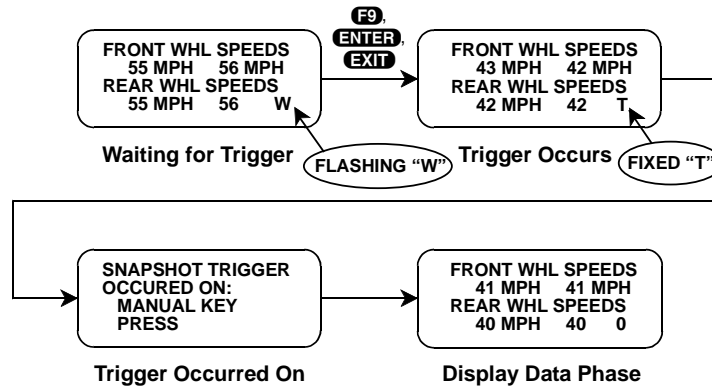 F9,
ENTER,
EXIT
FRONT WHL SPEEDS
55 MPH 56 MPH
REAR WHL SPEEDS
55 MPH 56 W
Waiting for Trigger
FLASHING “W”
FRONT WHL SPEEDS
43 MPH 42 MPH
REAR WHL SPEEDS
42 MPH 42 T
Trigger Occurs
FIXED “T”
SNAPSHOT TRIGGER
OCCURED ON:
MANUAL KEY
PRESS
Trigger Occurred On
FRONT WHL SPEEDS
41 MPH 41 MPH
REAR WHL SPEEDS
40 MPH 40 0
Display Data Phase